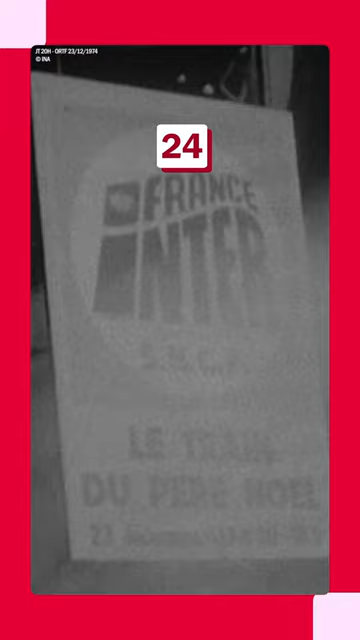 JT 20H - ORTF 23/12/1974
© INA
24
FRANCE
INTER
S.N.C.F.
LE TRAIN
DU PERE NOEL